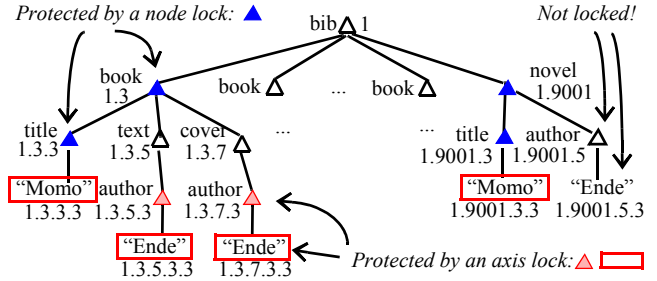 Protected by a node lock:
bib 1
Not locked!
book
1.3
book
...
book
novel
1.9001
title
1.3.3
text
1.3.5
cover
1.3.7
...
...
title
1.9001.3
author
1.9001.5
“Momo”
1.3.3.3
author
1.3.5.3
author
1.3.7.3
“Momo”
1.9001.3.3
“Ende”
1.9001.5.3
“Ende”
1.3.5.3.3
“Ende”
1.3.7.3.3
Protected by an axis lock: